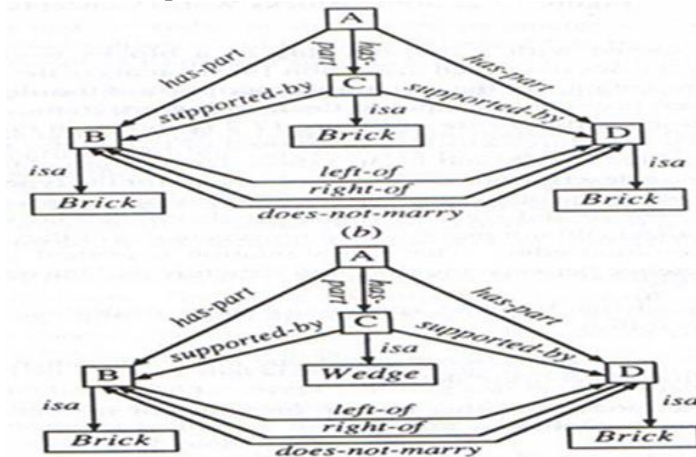 A
has-part
has-
part
has-part
C
supported-by
supported-by
isa
B
Brick
D
isa
isa
left-of
right-of
Brick
Brick
does-not-marry
(b)
A
has-part
has-
part
has-part
C
supported-by
supported-by
isa
B
Wedge
D
isa
isa
left-of
right-of
Brick
Brick
does-not-marry